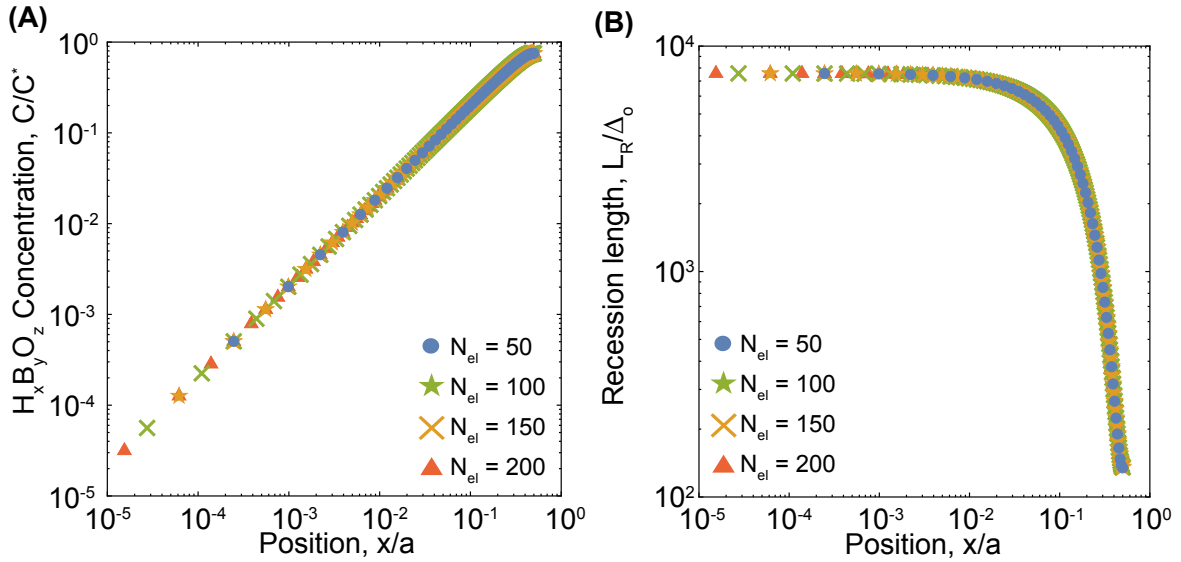 (A)
H_xB_yO_z Concentration, C/C^*
10^0
10^-1
10^-2
10^-3
10^-4
10^-5
10^-5 10^-4 10^-3 10^-2 10^-1 10^0
Position, x/a
N_el = 50
N_el = 100
N_el = 150
N_el = 200
(B)
Recession length, L_R/Δ_o
10^4
10^3
10^2
10^-5 10^-4 10^-3 10^-2 10^-1 10^0
Position, x/a
N_el = 50
N_el = 100
N_el = 150
N_el = 200